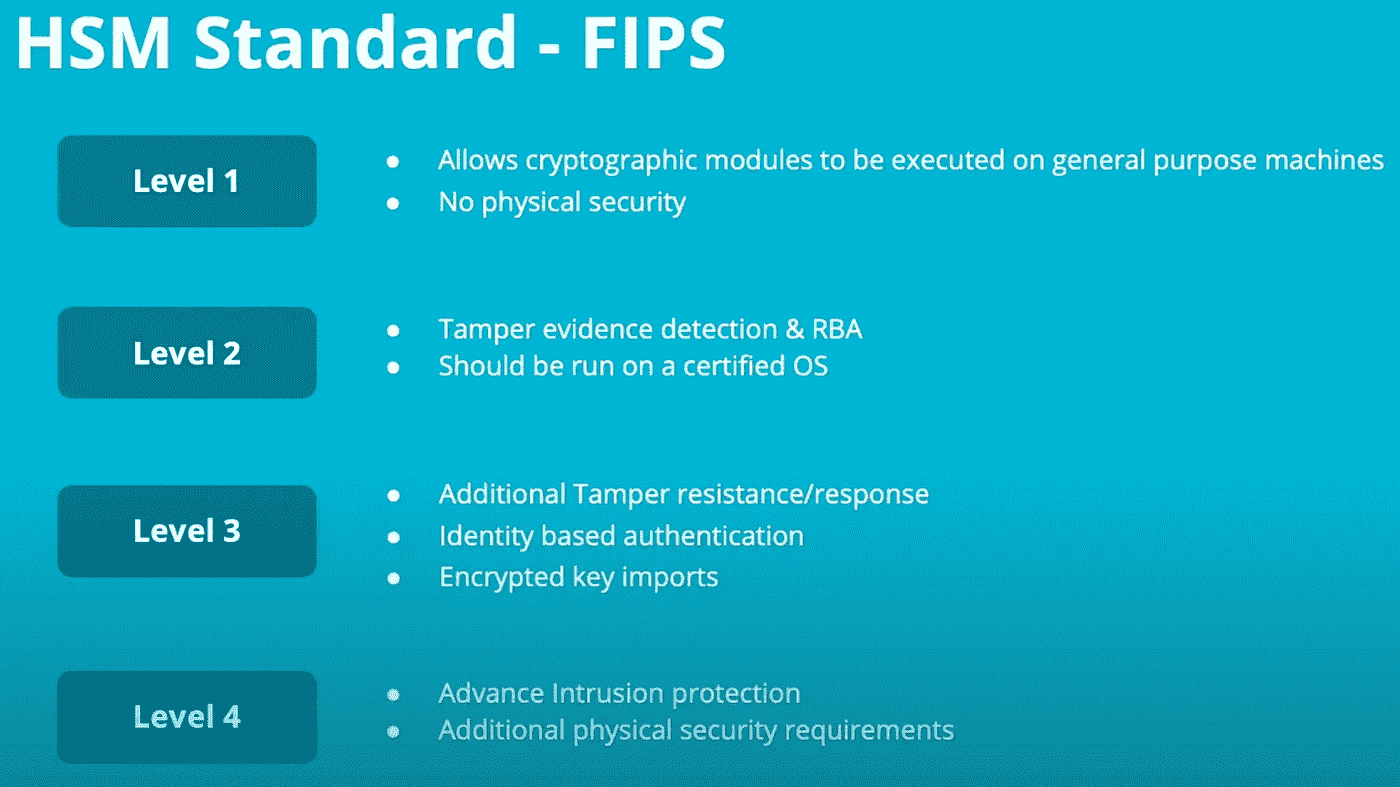 HSM Standard - FIPS
Level 1
● Allows cryptographic modules to be executed on general purpose machines
● No physical security
Level 2
● Tamper evidence detection & RBA
● Should be run on a certified OS
Level 3
● Additional Tamper resistance/response
● Identity based authentication
● Encrypted key imports
Level 4
● Advance Intrusion protection
● Additional physical security requirements